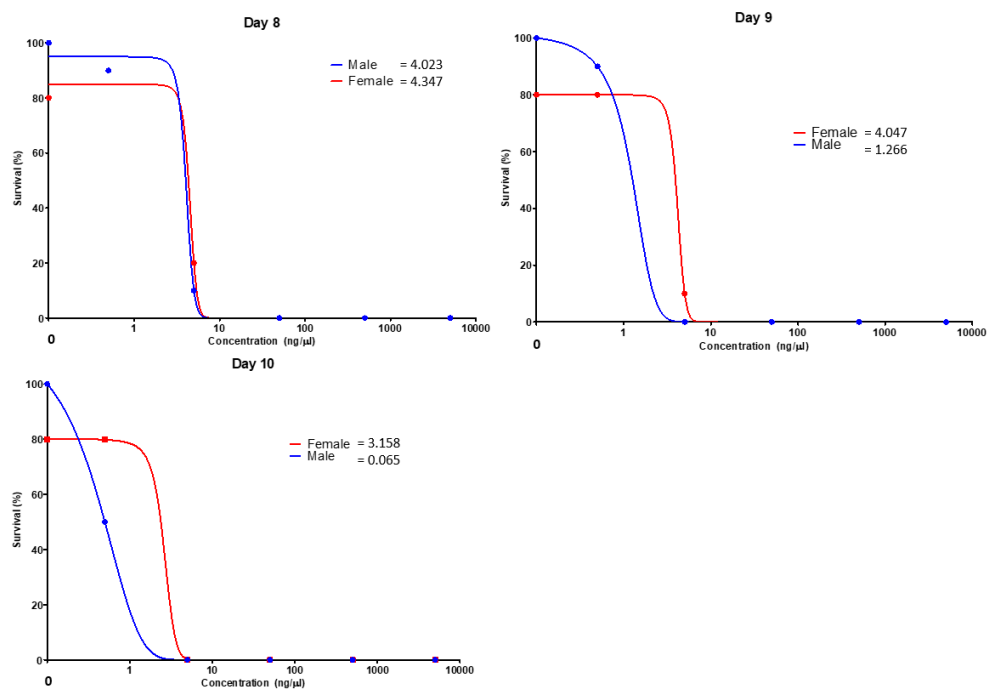 Day 8
Survival (%)
100
80
60
40
20
0
Male = 4.023
Female = 4.347
0
1
10
100
1000
10000
Concentration (ng/µl)
Day 9
Survival (%)
100
80
60
40
20
0
Female = 4.047
Male = 1.266
0
1
10
100
1000
10000
Concentration (ng/µl)
Day 10
Survival (%)
100
80
60
40
20
0
Female = 3.158
Male = 0.065
0
1
10
100
1000
10000
Concentration (ng/µl)